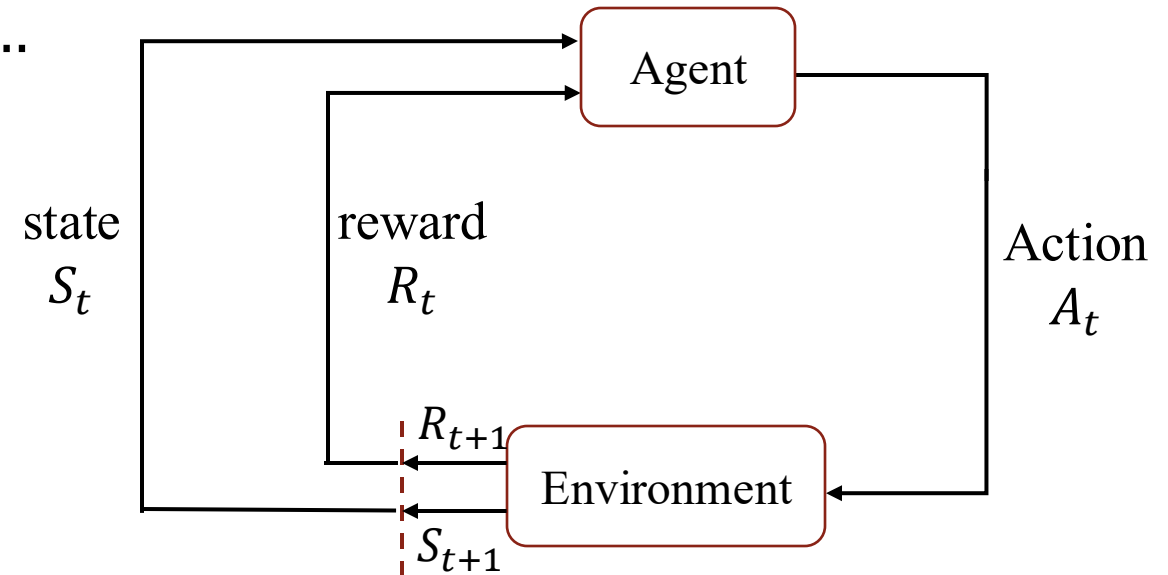 ..
Agent
state
S_t
reward
R_t
Action
A_t
R_{t+1}
Environment
S_{t+1}